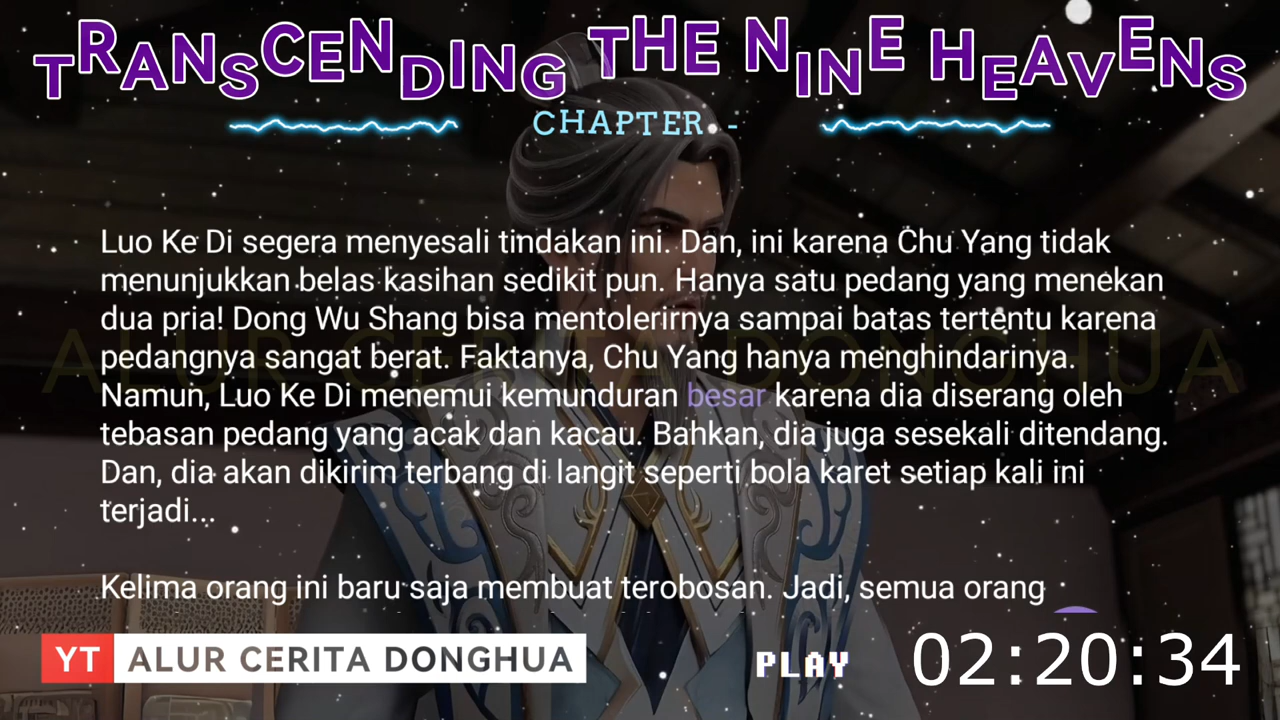 TRANSCENDING THE NINE HEAVENS
CHAPTER -
Luo Ke Di segera menyesali tindakan ini. Dan, ini karena Chu Yang tidak
menunjukkan belas kasihan sedikit pun. Hanya satu pedang yang menekan
dua pria! Dong Wu Shang bisa mentolerirnya sampai batas tertentu karena
pedangnya sangat berat. Faktanya, Chu Yang hanya menghindarinya.
ALUR CERITA DONGHUA
Namun, Luo Ke Di menemui kemunduran besar karena dia diserang oleh
tebasan pedang yang acak dan kacau. Bahkan, dia juga sesekali ditendang.
Dan, dia akan dikirim terbang di langit seperti bola karet setiap kali ini
terjadi...
Kelima orang ini baru saja membuat terobosan. Jadi, semua orang
YT ALUR CERITA DONGHUA
PLAY 02:20:34